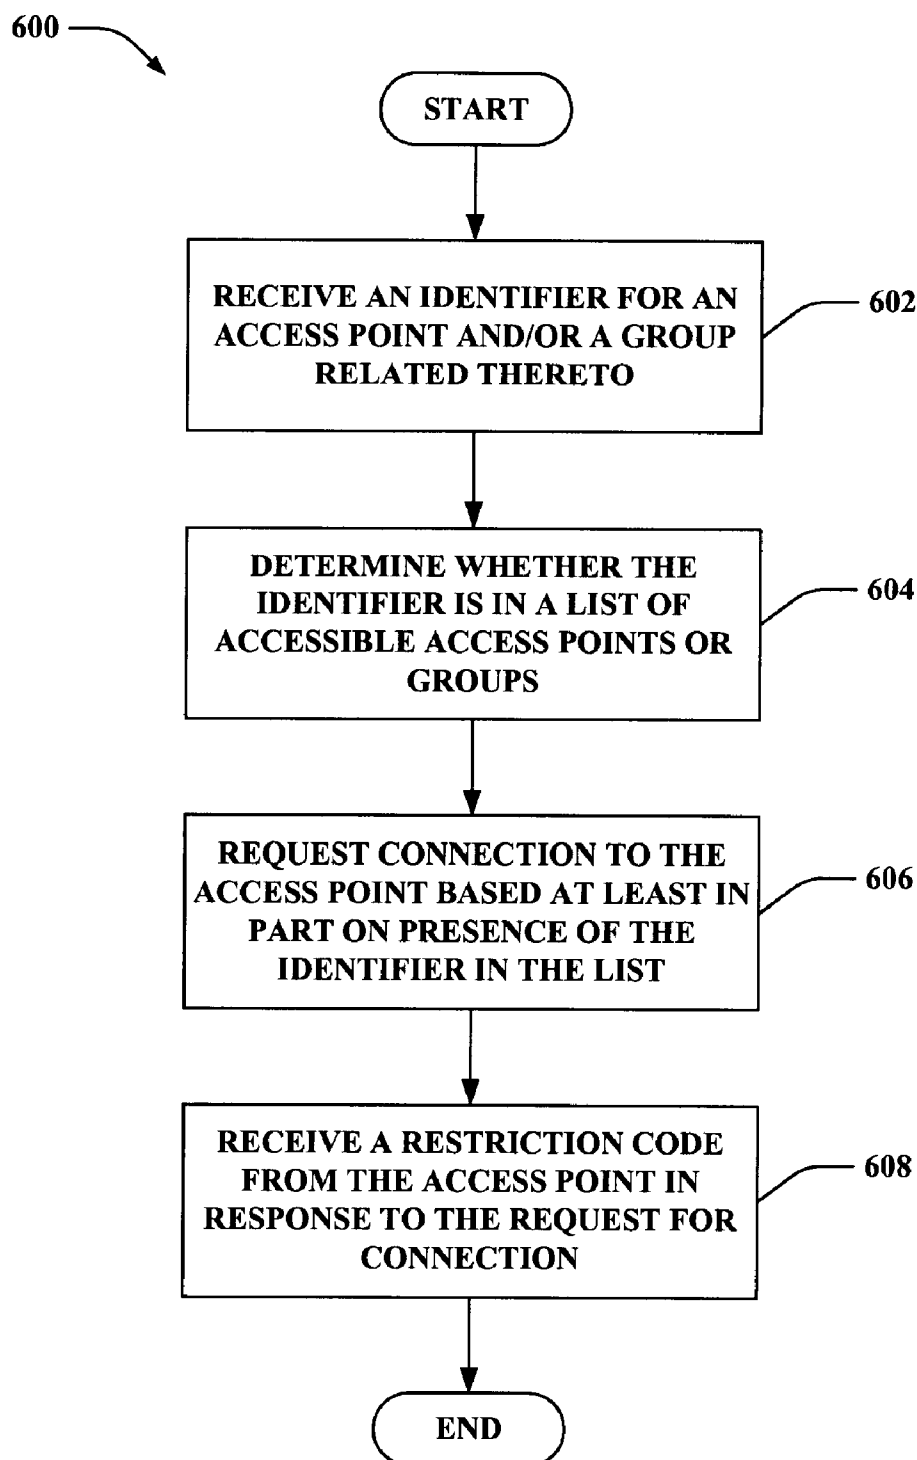 600
START
RECEIVE AN IDENTIFIER FOR AN
ACCESS POINT AND/OR A GROUP
RELATED THERETO
602
DETERMINE WHETHER THE
IDENTIFIER IS IN A LIST OF
ACCESSIBLE ACCESS POINTS OR
GROUPS
604
REQUEST CONNECTION TO THE
ACCESS POINT BASED AT LEAST IN
PART ON PRESENCE OF THE
IDENTIFIER IN THE LIST
606
RECEIVE A RESTRICTION CODE
FROM THE ACCESS POINT IN
RESPONSE TO THE REQUEST FOR
CONNECTION
608
END